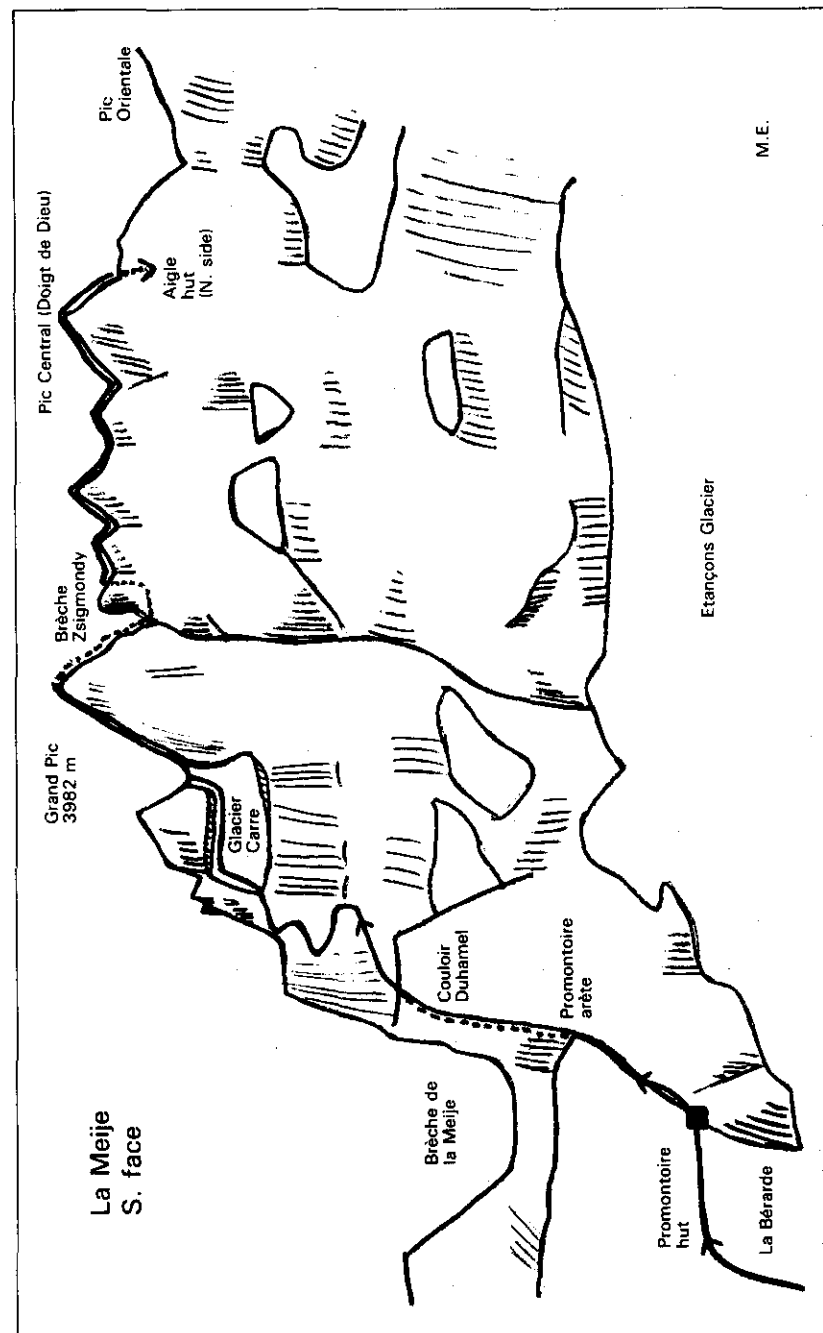 La Meije
S. face
Grand Pic
3982 m
Brèche
Zsigmondy
Pic Central (Doigt de Dieu)
Pic
Orientale
Aigle
hut
(N. side)
Glacier
Carre
Brèche de
la Meije
Couloir
Duhamel
Promontoire
arète
Promontoire
hut
La Bérarde
Etançons Glacier
M.E.